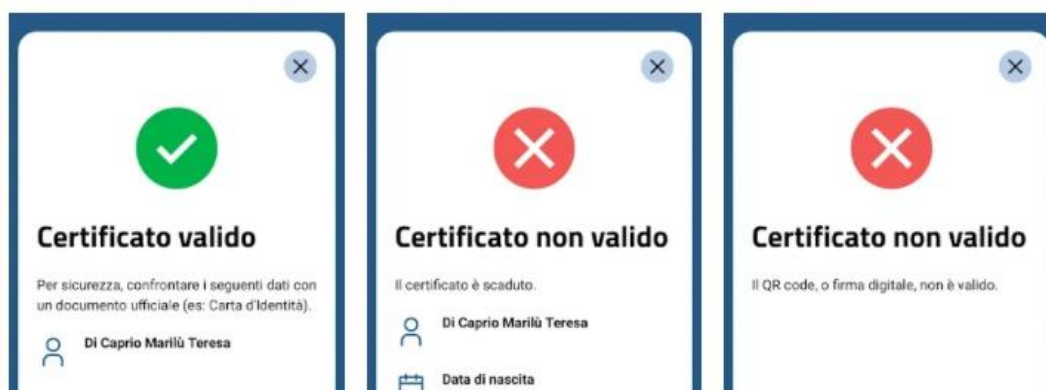 Certificato valido
Per sicurezza, confrontare i seguenti dati con
un documento ufficiale (es: Carta d'Identità).
Di Caprio Marilù Teresa
Certificato non valido
Il certificato è scaduto.
Di Caprio Marilù Teresa
Data di nascita
Certificato non valido
Il QR code, o firma digitale, non è valido.